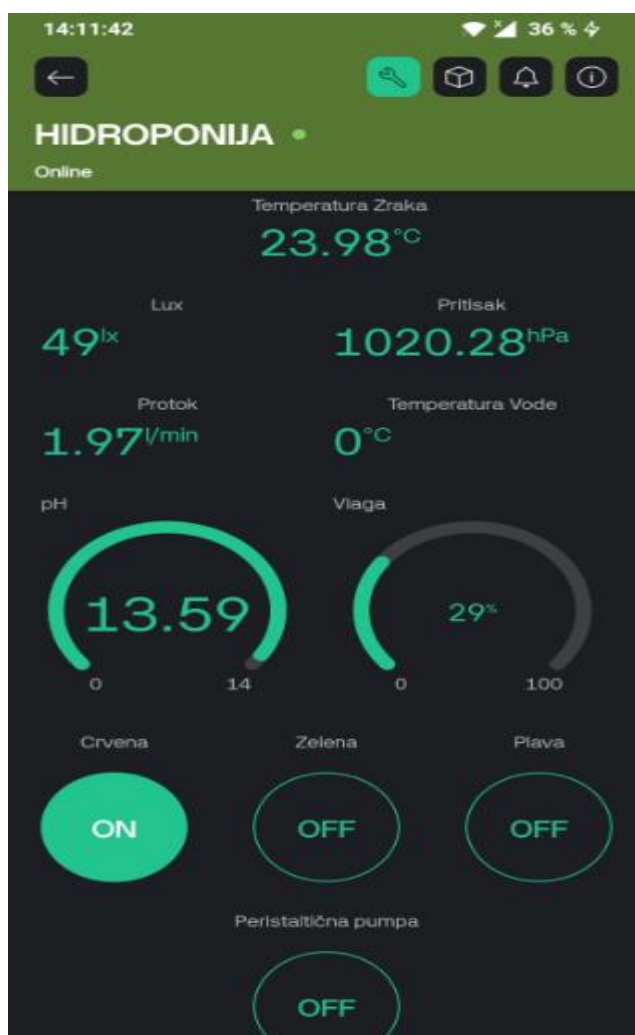 14:11:42 36 %
HIDROPONIJA
Online
Temperatura Zraka
23.98°C
Lux Pritisak
49lx 1020.28hPa
Protok Temperatura Vode
1.97l/min 0°C
pH Vlaga
13.59 29%
0 14 0 100
Crvena Zelena Plava
ON OFF OFF
Peristaltična pumpa
OFF